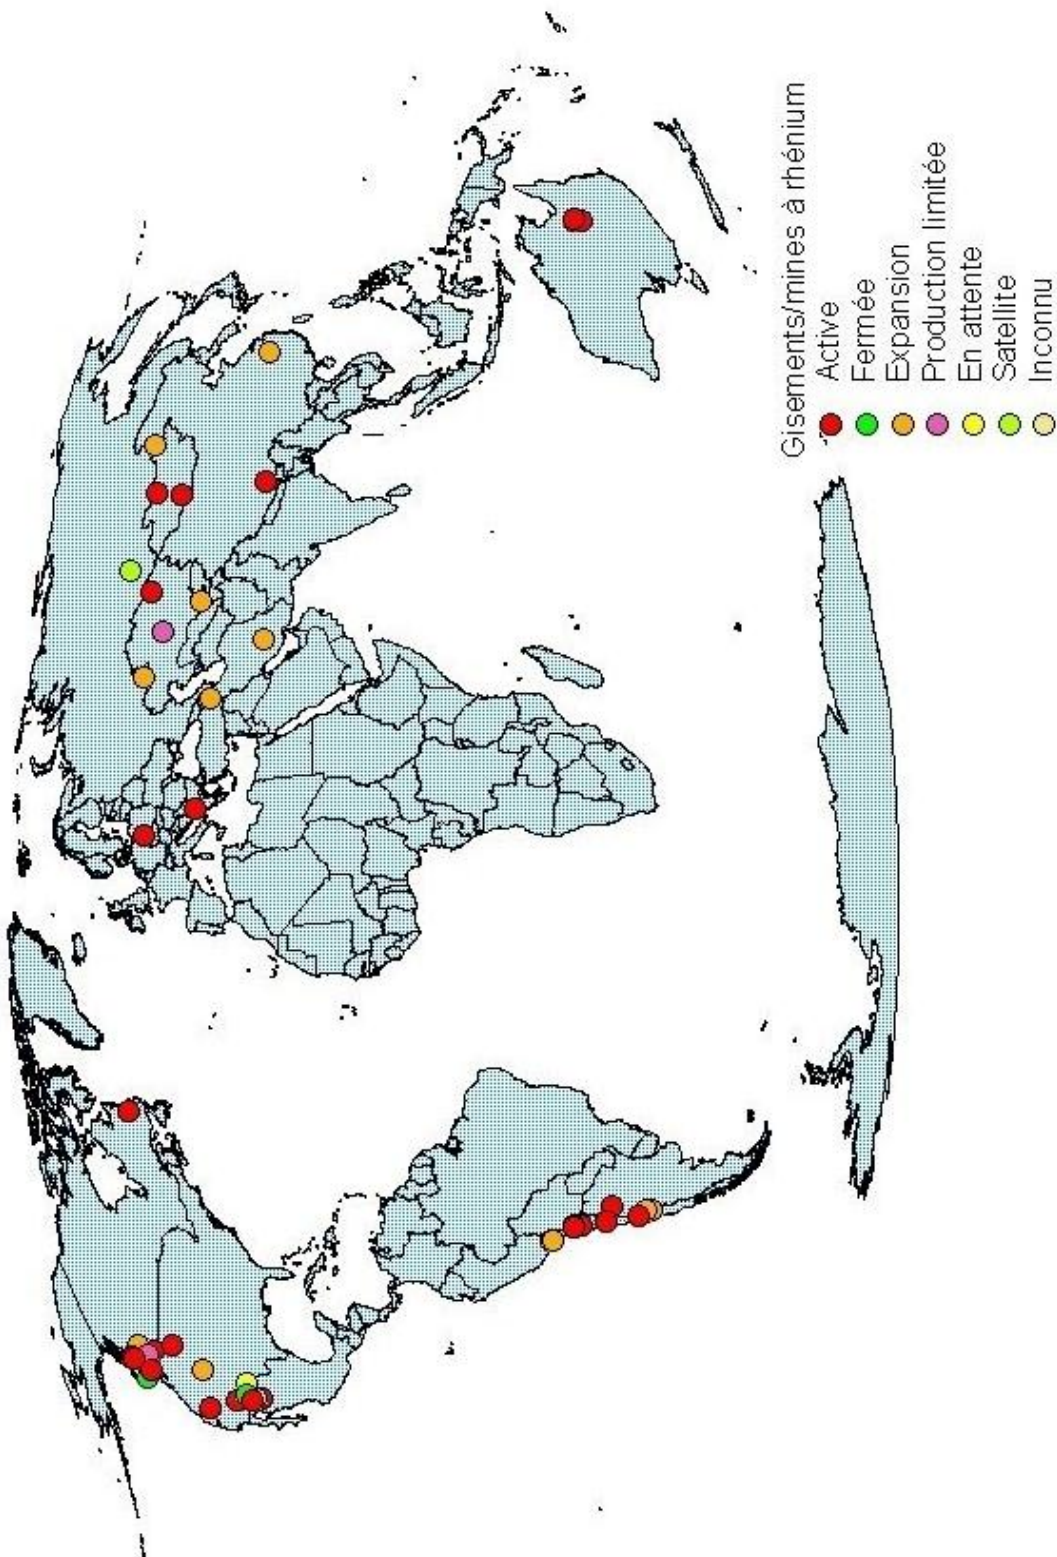 Gisements/mines à rhénium
Active
Fermée
Expansion
Production limitée
En attente
Satellite
Inconnu